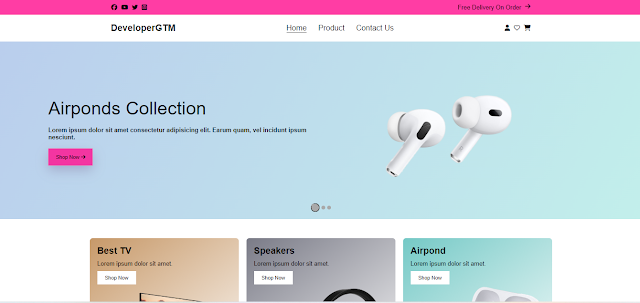 Free Delivery On Order →
DeveloperGTM
Home Product Contact Us
Airponds Collection
Lorem ipsum dolor sit amet consectetur adipisicing elit. Earum quam, vel incidunt ipsum
nesciunt.
Shop Now →
Best TV
Lorem ipsum dolor sit amet.
Shop Now
Speakers
Lorem ipsum dolor sit amet.
Shop Now
Airpond
Lorem ipsum dolor sit amet.
Shop Now